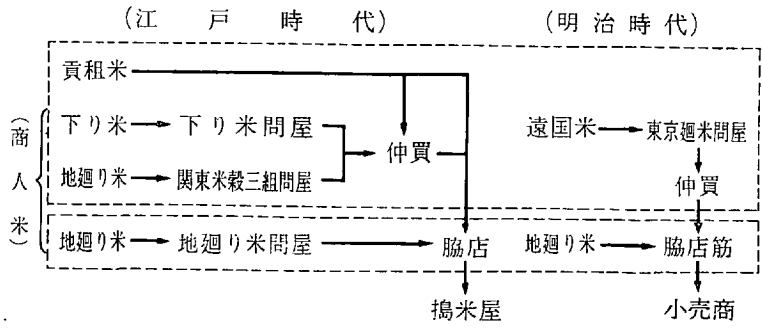 (江戸時代) (明治時代)
貢租米
下り米 下り米問屋 遠国米 東京廻米問屋
仲買
地廻り米 関東米穀三組問屋 仲買
(商人米)
地廻り米 地廻り米問屋 脇店 地廻り米 脇店筋
搗米屋 小売商